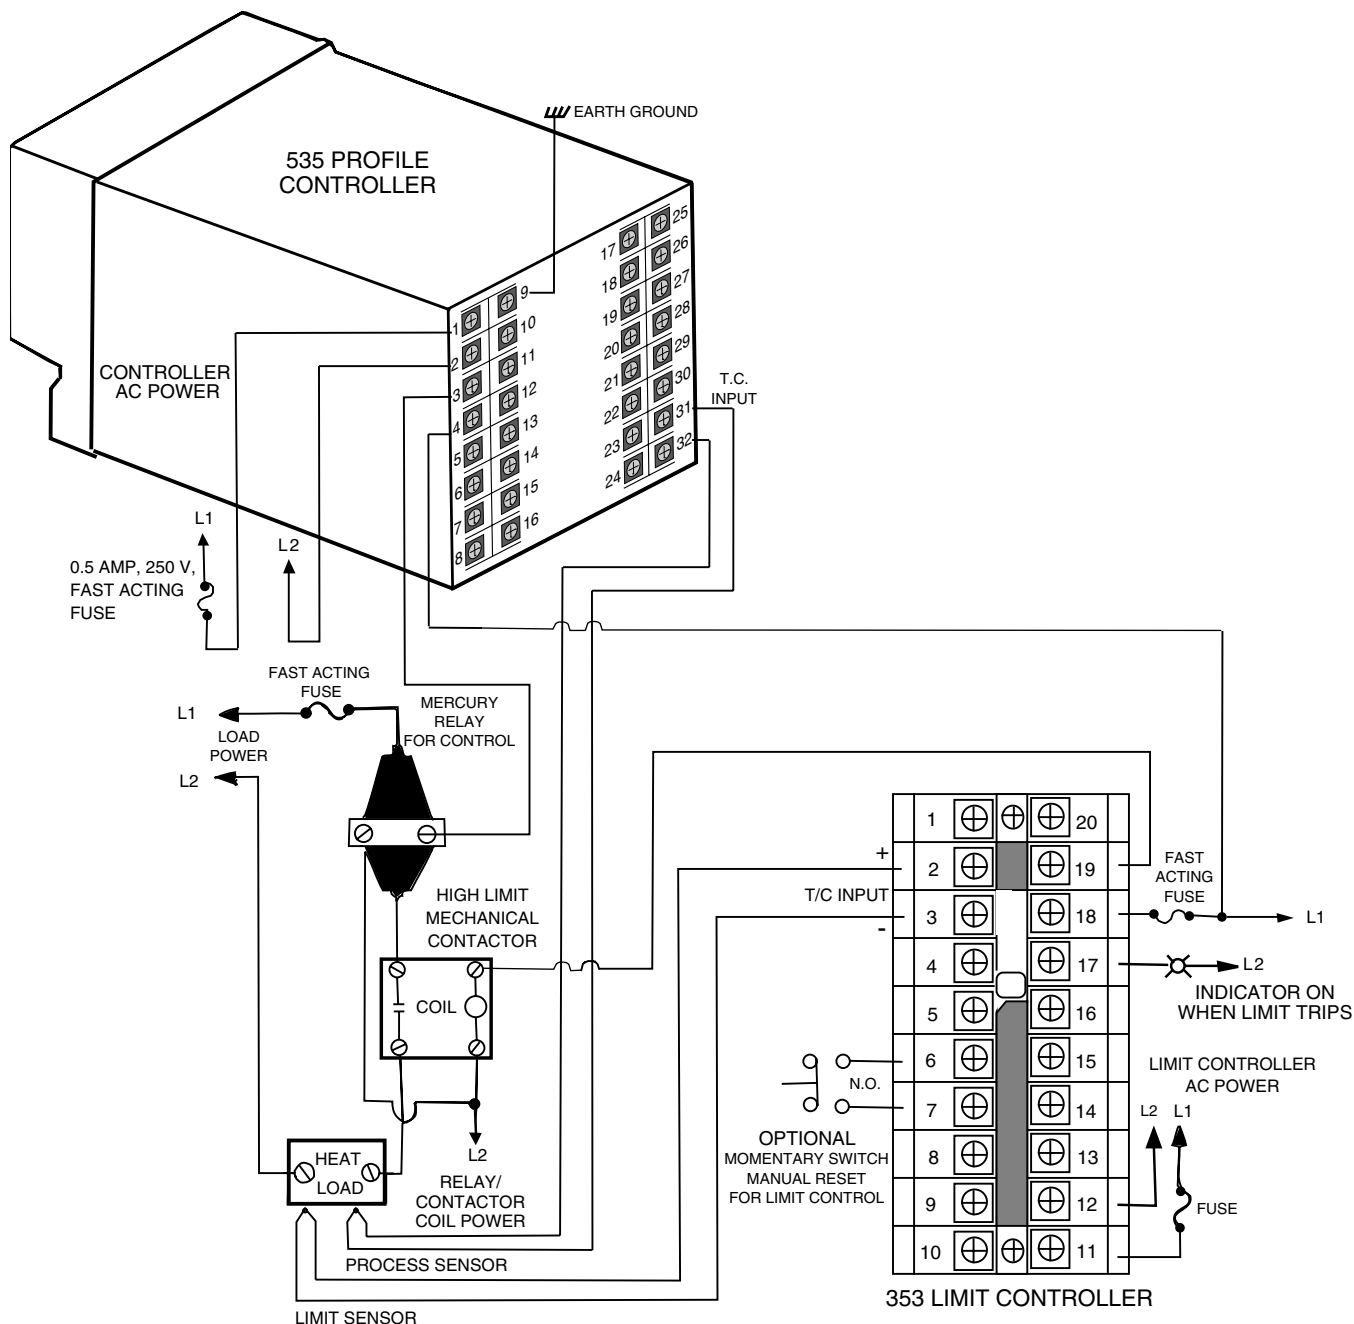 EARTH GROUND
535 PROFILE
CONTROLLER
25
17
26
18
27
9
19
28
1
10
20
29
2
11
21
30
3
12
22
31
4
13
23
32
5
14
24
6
15
7
16
8
CONTROLLER
AC POWER
T.C.
INPUT
L1
L2
0.5 AMP, 250 V,
FAST ACTING
FUSE
FAST ACTING
FUSE
L1
LOAD
POWER
L2
MERCURY
RELAY
FOR CONTROL
HIGH LIMIT
MECHANICAL
CONTACTOR
COIL
L2
RELAY/
CONTACTOR
COIL POWER
HEAT
LOAD
PROCESS SENSOR
LIMIT SENSOR
+
T/C INPUT
-
1
20
2
19
3
18
4
17
5
16
6
15
7
14
8
13
9
12
10
11
FAST
ACTING
FUSE
L1
L2
INDICATOR ON
WHEN LIMIT TRIPS
LIMIT CONTROLLER
AC POWER
L2 L1
FUSE
N.O.
OPTIONAL
MOMENTARY SWITCH
MANUAL RESET
FOR LIMIT CONTROL
353 LIMIT CONTROLLER